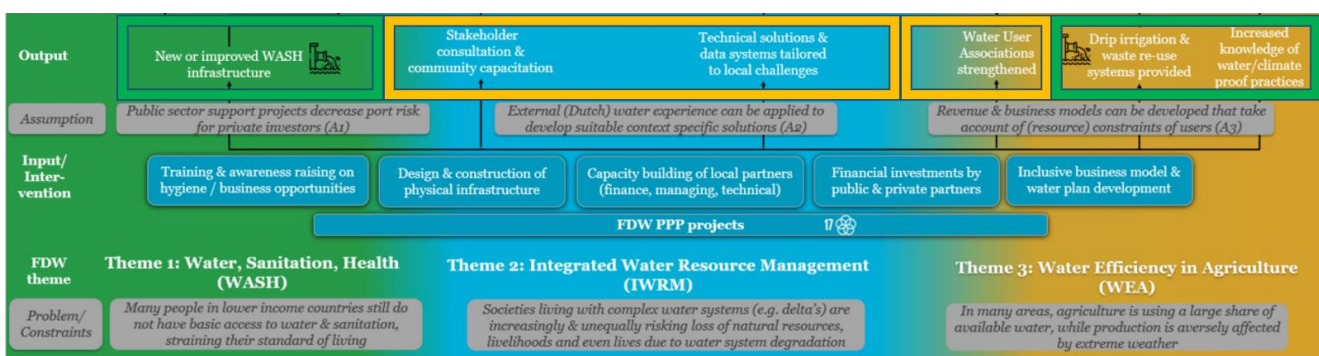 Output
New or improved WASH
infrastructure
Stakeholder
consultation &
community capacitation
Technical solutions &
data systems tailored
to local challenges
Water User
Associations
strengthened
Drip irrigation &
waste re-use
systems provided
Increased
knowledge of
water/climate
proof practices
Assumption
Public sector support projects decrease port risk
for private investors (A1)
External (Dutch) water experience can be applied to
develop suitable context specific solutions (A2)
Revenue & business models can be developed that take
account of (resource) constraints of users (A3)
Input/
Inter-
vention
Training & awareness raising on
hygiene / business opportunities
Design & construction of
physical infrastructure
Capacity building of local partners
(finance, managing, technical)
Financial investments by
public & private partners
Inclusive business model &
water plan development
FDW PPP projects 17
FDW
theme
Theme 1: Water, Sanitation, Health
(WASH)
Theme 2: Integrated Water Resource Management
(IWRM)
Theme 3: Water Efficiency in Agriculture
(WEA)
Problem/
Constraints
Many people in lower income countries still do
not have basic access to water & sanitation,
straining their standard of living
Societies living with complex water systems (e.g. delta's) are
increasingly & unequally risking loss of natural resources,
livelihoods and even lives due to water system degradation
In many areas, agriculture is using a large share of
available water, while production is aversely affected
by extreme weather